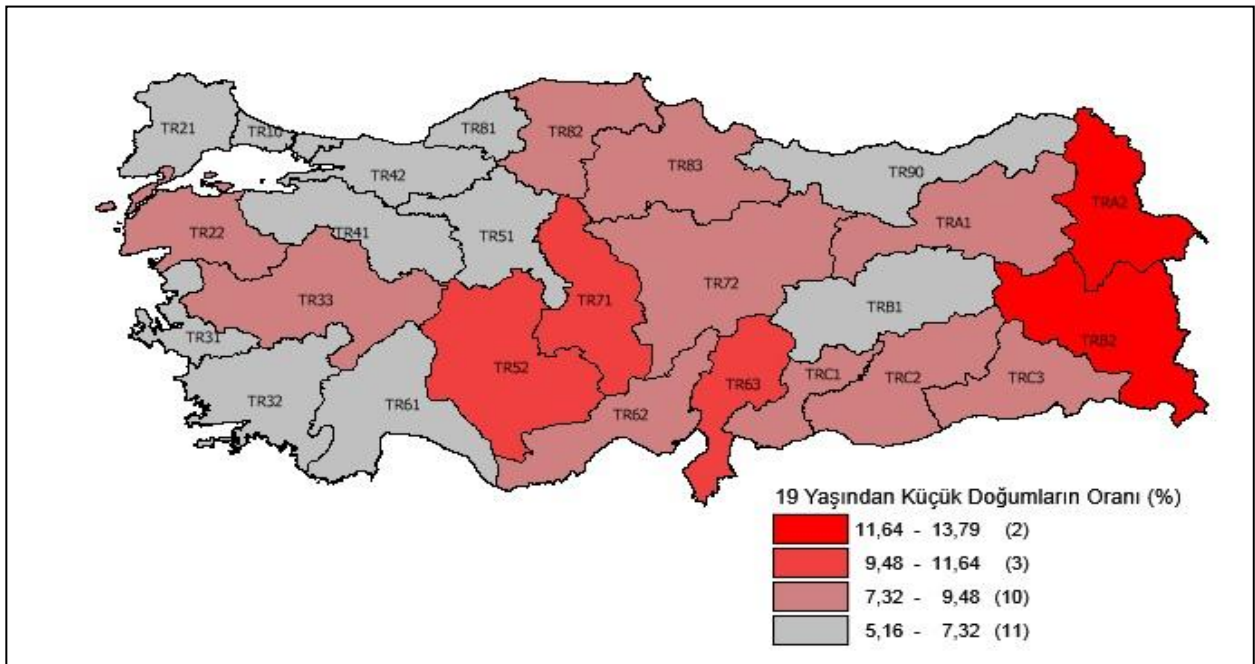 TR21
TR10
TR81
TR82
TR42
TR83
TR90
TRA2
TRA1
TR22
TR41
TR51
TR72
TR33
TR71
TRB1
TR31
TRB2
TR52
TR63
TRC1
TRC2
TRC3
TR32
TR61
TR62
19 Yaşından Küçük Doğumların Oranı (%)
11,64 - 13,79 (2)
9,48 - 11,64 (3)
7,32 - 9,48 (10)
5,16 - 7,32 (11)